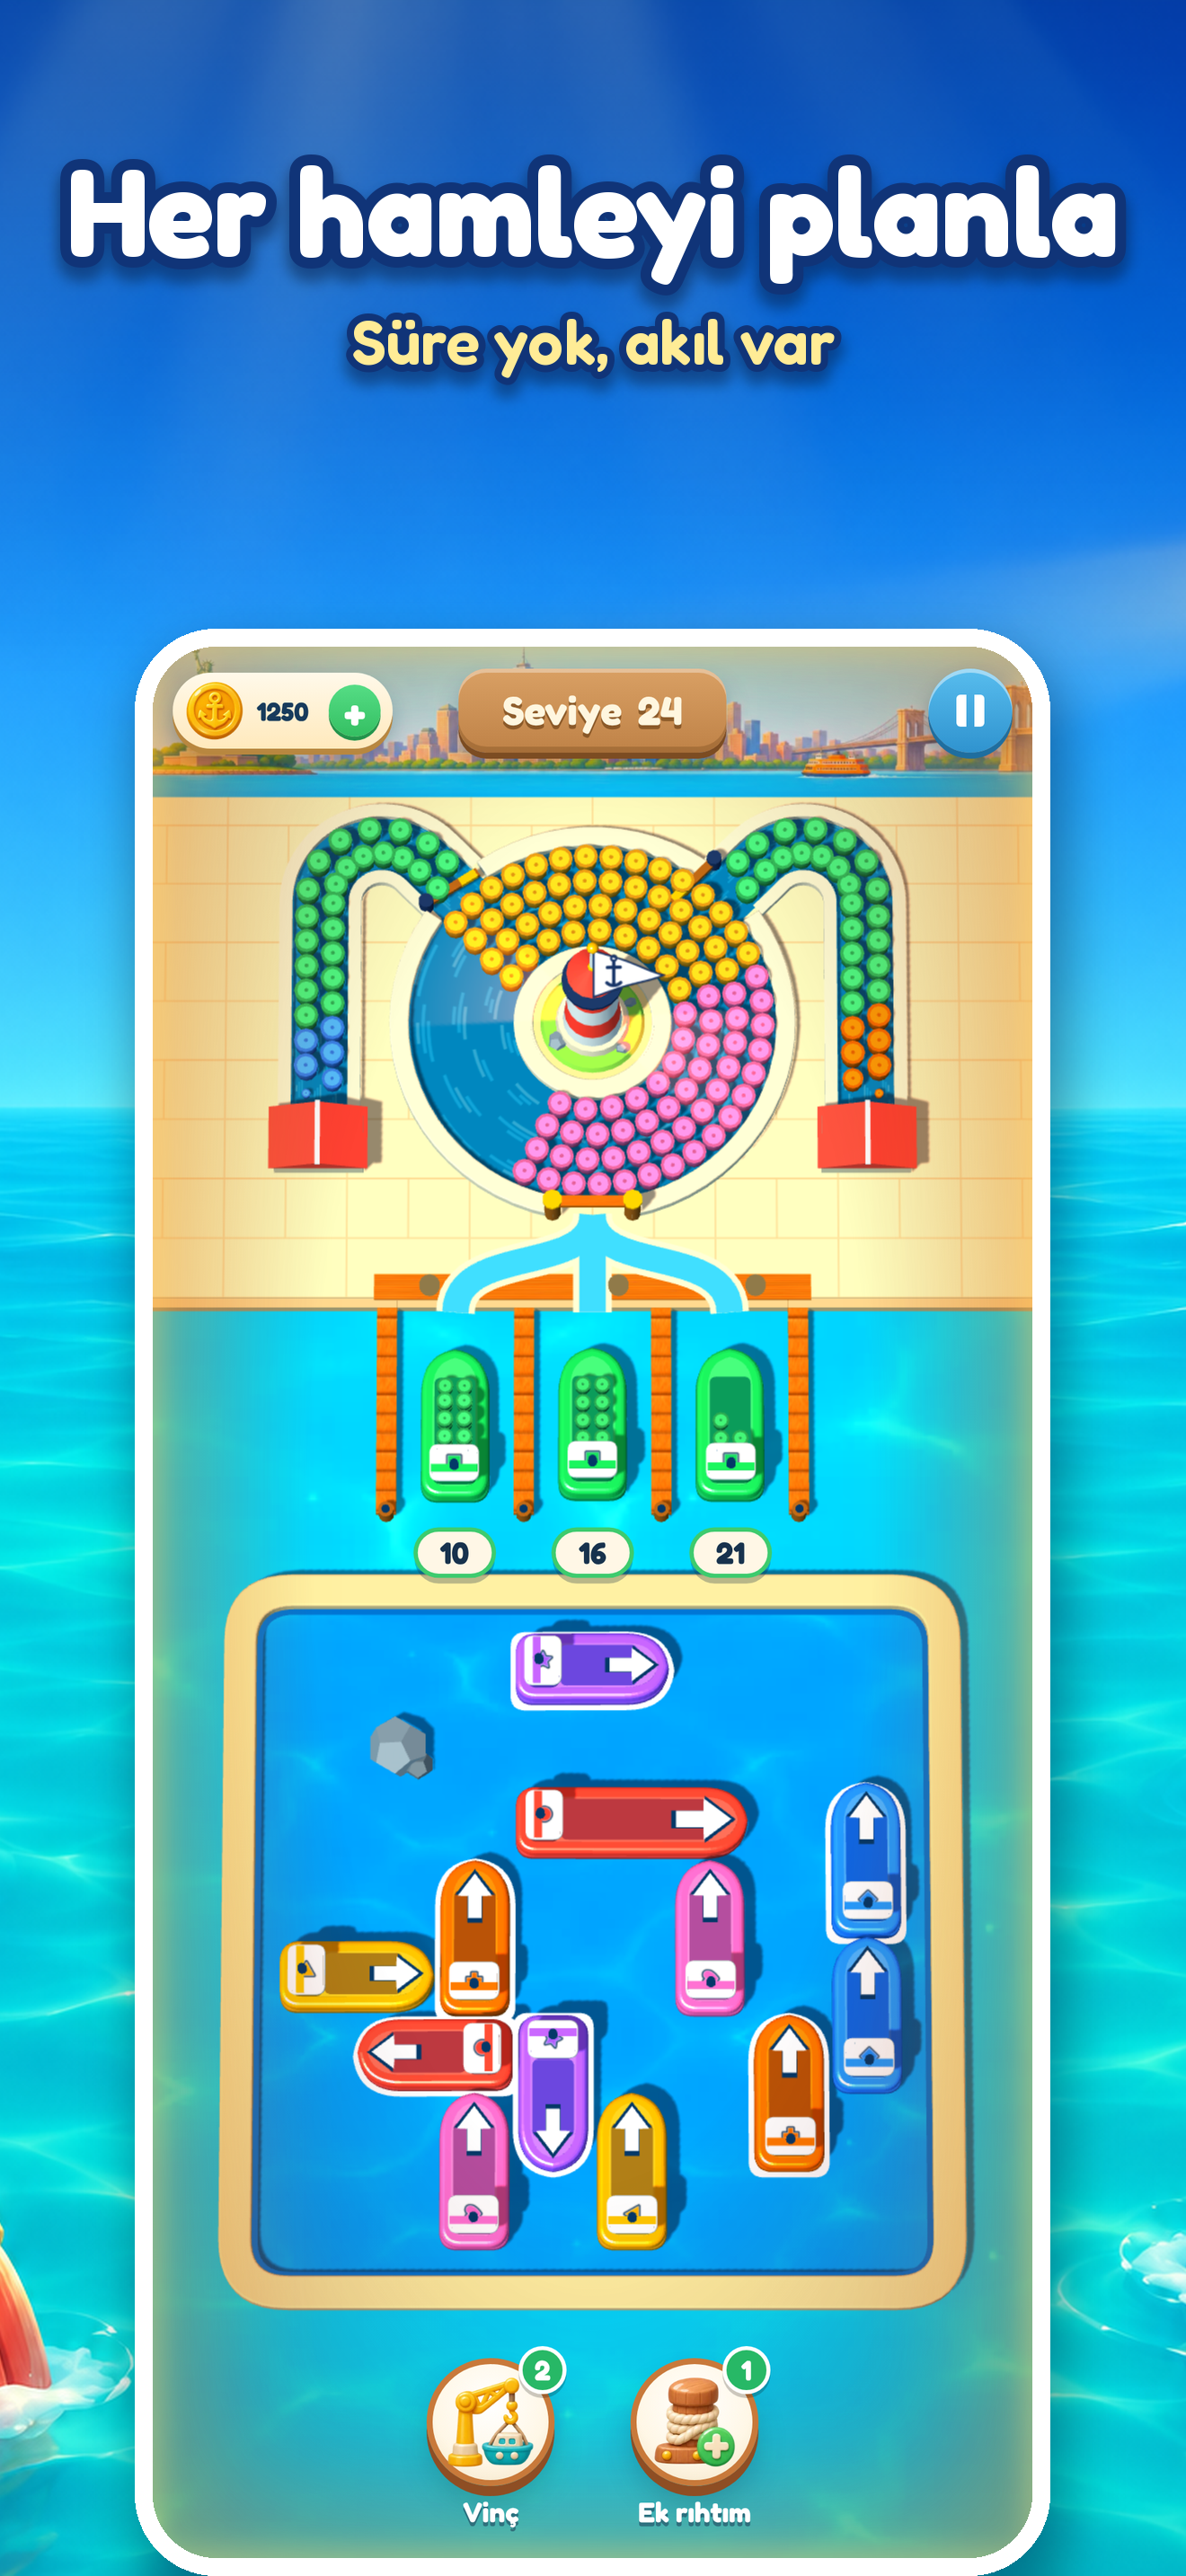 Her hamleyi planla
Süre yok, akıl var
1250
Seviye 24
10 16 21
2 1
Vinç Ek rıhtım